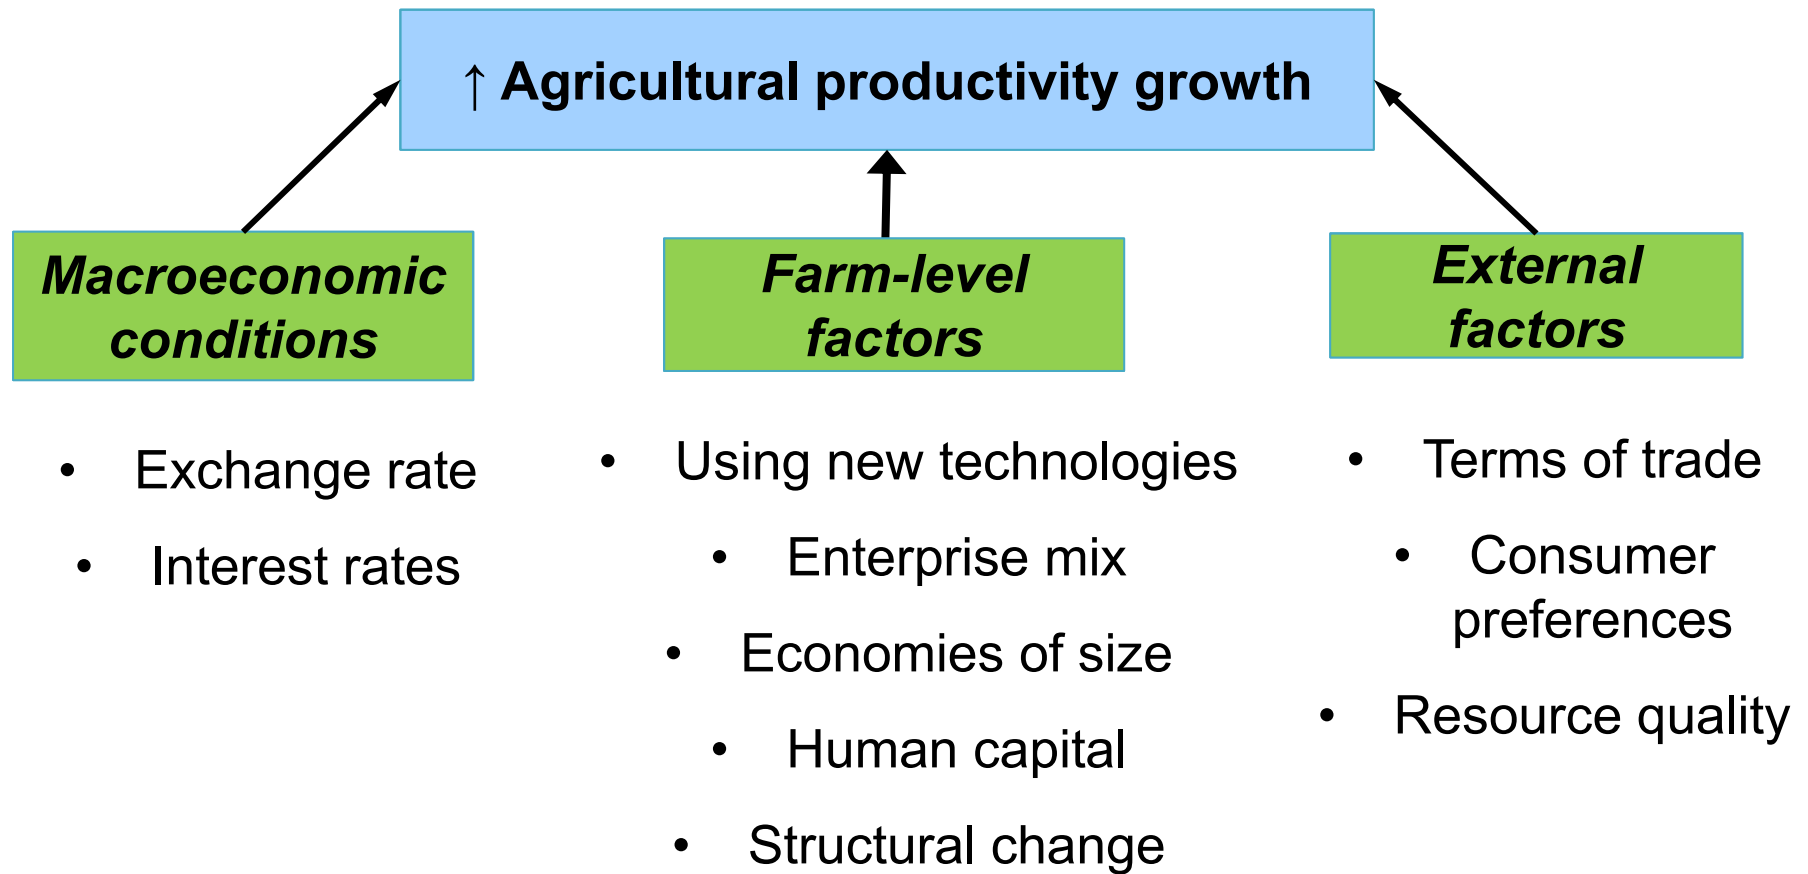 ↑ Agricultural productivity growth
Macroeconomic
conditions
• Exchange rate
• Interest rates
Farm-level
factors
• Using new technologies
• Enterprise mix
• Economies of size
• Human capital
• Structural change
External
factors
• Terms of trade
• Consumer
preferences
• Resource quality